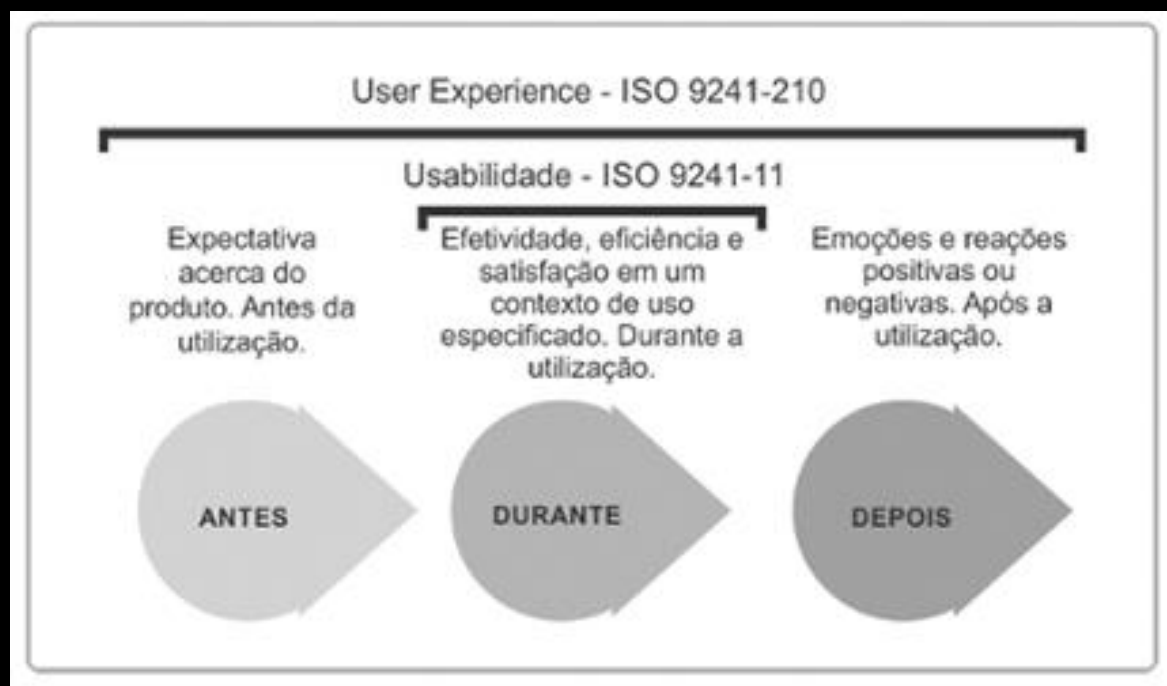 User Experience - ISO 9241-210
Usabilidade - ISO 9241-11
Expectativa
acerca do
produto. Antes da
utilização.
Efetividade, eficiência e
satisfação em um
contexto de uso
especificado. Durante a
utilização.
Emoções e reações
positivas ou
negativas. Após a
utilização.
ANTES
DURANTE
DEPOIS